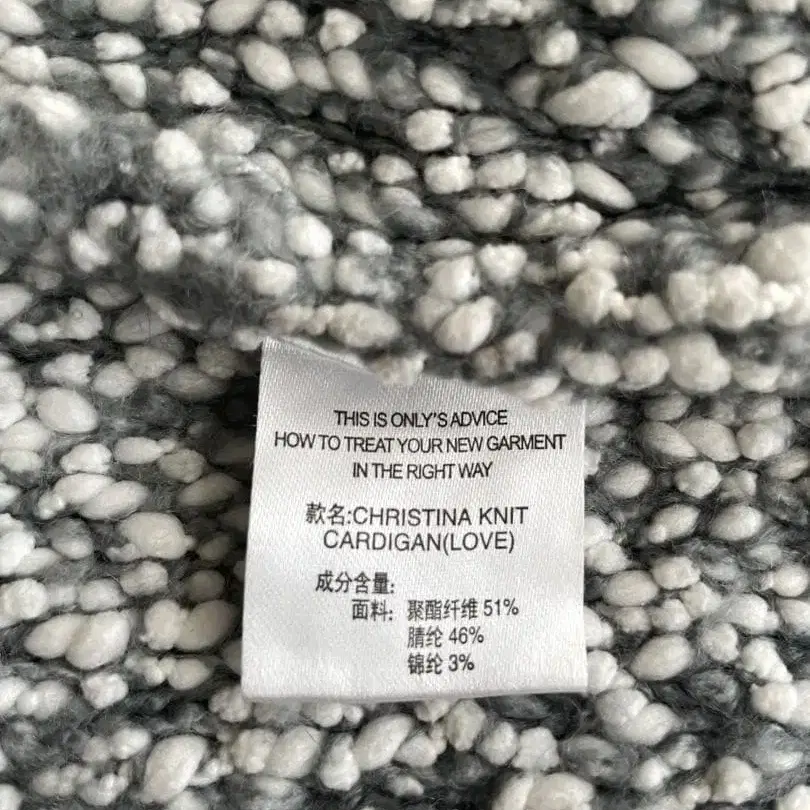 THIS IS ONLY'S ADVICE
HOW TO TREAT YOUR NEW GARMENT
IN THE RIGHT WAY
款名:CHRISTINA KNIT
CARDIGAN(LOVE)
成分含量:
面料: 聚酯纤维 51%
腈纶 46%
锦纶 3%